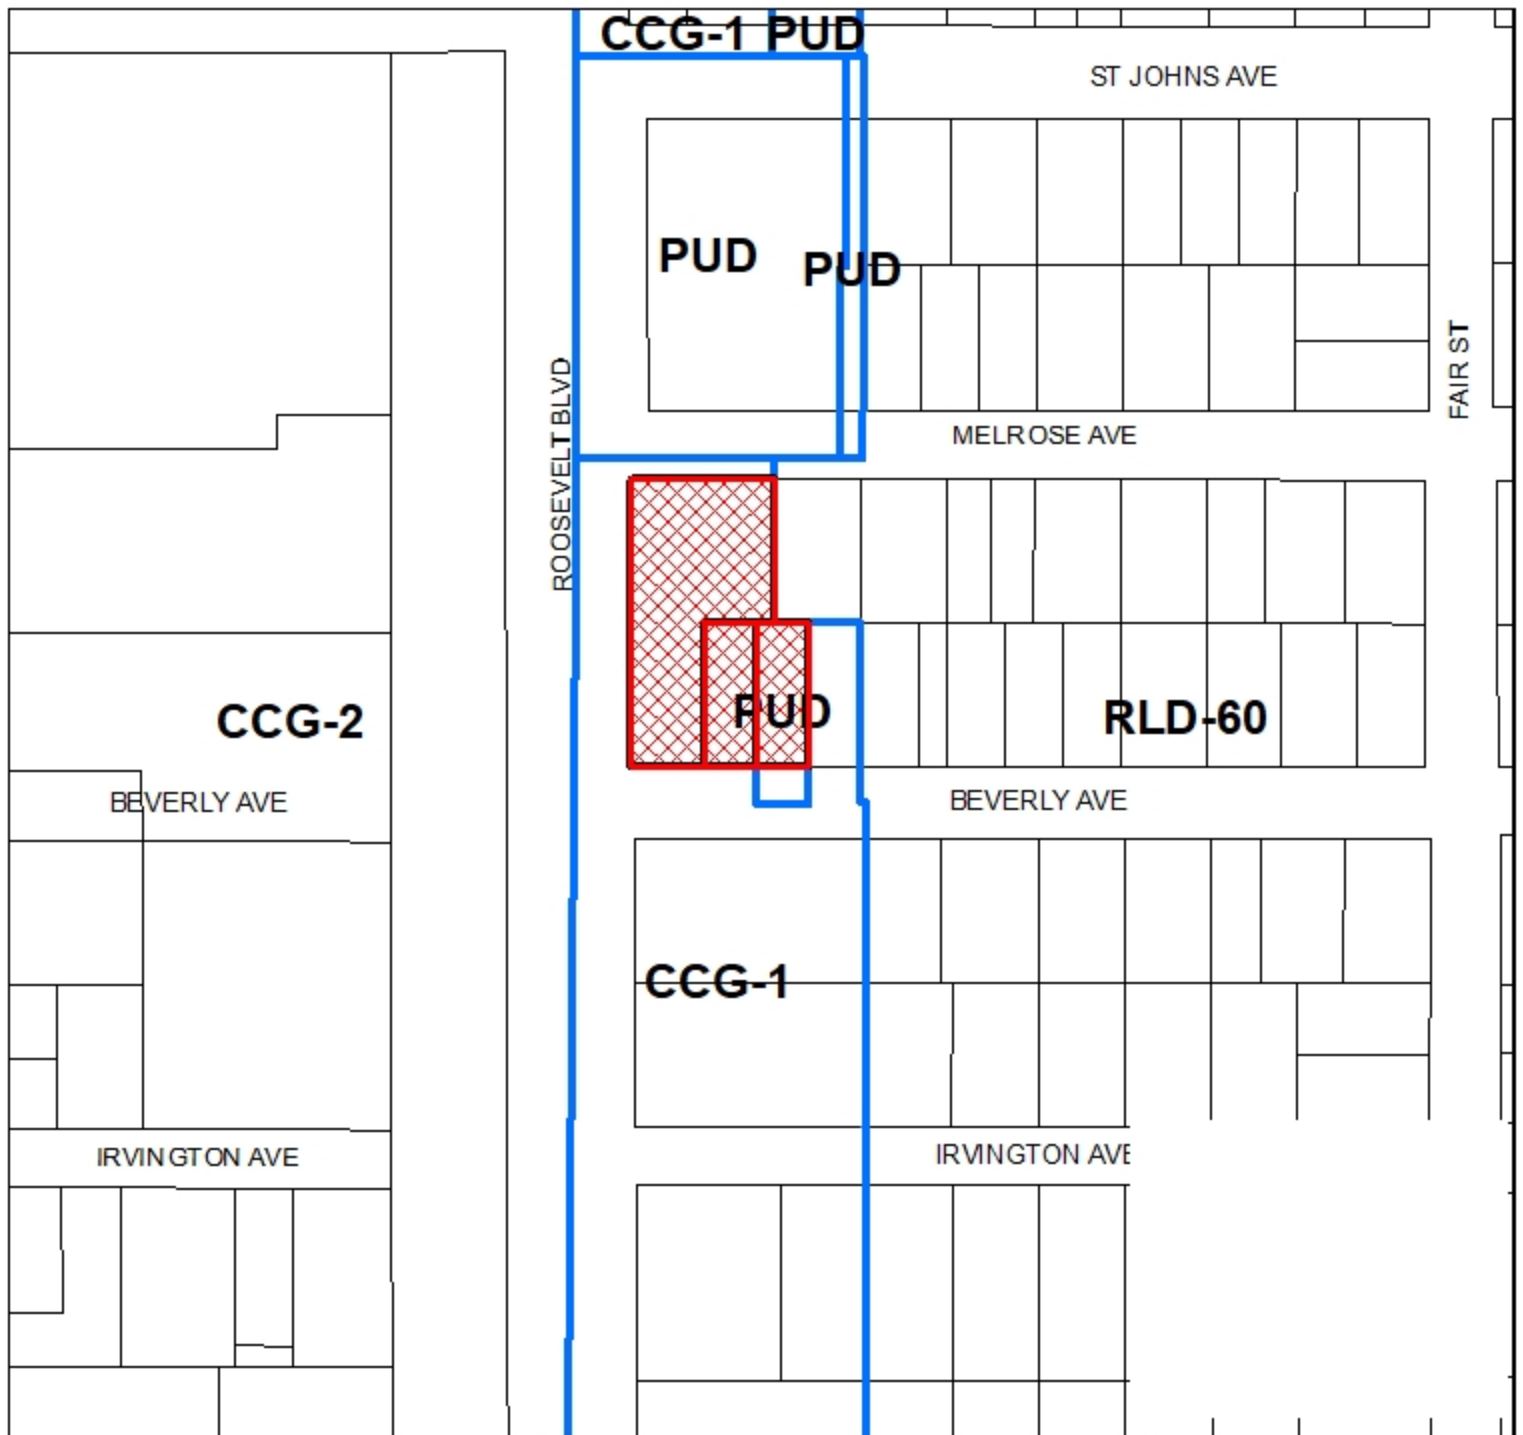 CCG-1 PUD
ST JOHNS AVE
PUD
PUD
FAIR ST
ROOSEVELT BLVD
MELROSE AVE
CCG-2
PUD
RLD-60
BEVERLY AVE
BEVERLY AVE
CCG-1
IRVINGTON AVE
IRVINGTON AVE